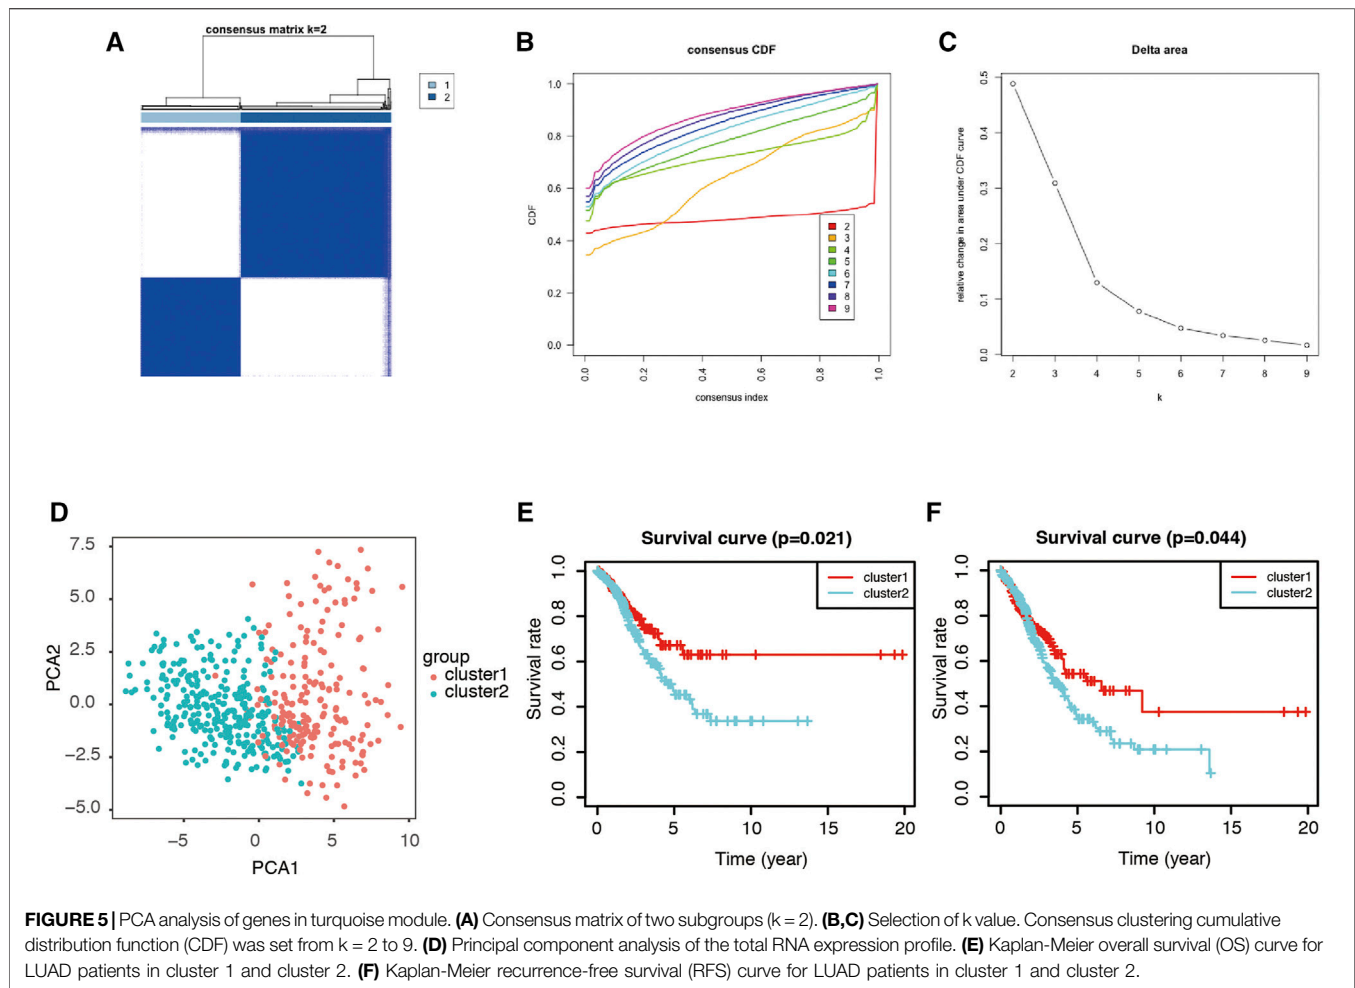 A
consensus matrix k=2
1
2
B
consensus CDF
CDF
1.0
0.8
0.6
0.4
0.2
0.0
2
3
4
5
6
7
8
9
0.0
0.2
0.4
0.6
0.8
1.0
consensus index
C
Delta area
relative change in area under CDF curve
0.5
0.4
0.3
0.2
0.1
0.0
2 3 4 5 6 7 8 9
k
D
PCA2
7.5
5.0
2.5
0.0
−2.5
−5.0
−5 0 5 10
PCA1
group
cluster1
cluster2
E
Survival curve (p=0.021)
cluster1
cluster2
Survival rate
1.0
0.8
0.6
0.4
0.2
0.0
0 5 10 15 20
Time (year)
F
Survival curve (p=0.044)
cluster1
cluster2
Survival rate
1.0
0.8
0.6
0.4
0.2
0.0
0 5 10 15 20
Time (year)
FIGURE 5 | PCA analysis of genes in turquoise module. (A) Consensus matrix of two subgroups (k = 2). (B,C) Selection of k value. Consensus clustering cumulative
distribution function (CDF) was set from k = 2 to 9. (D) Principal component analysis of the total RNA expression profile. (E) Kaplan-Meier overall survival (OS) curve for
LUAD patients in cluster 1 and cluster 2. (F) Kaplan-Meier recurrence-free survival (RFS) curve for LUAD patients in cluster 1 and cluster 2.